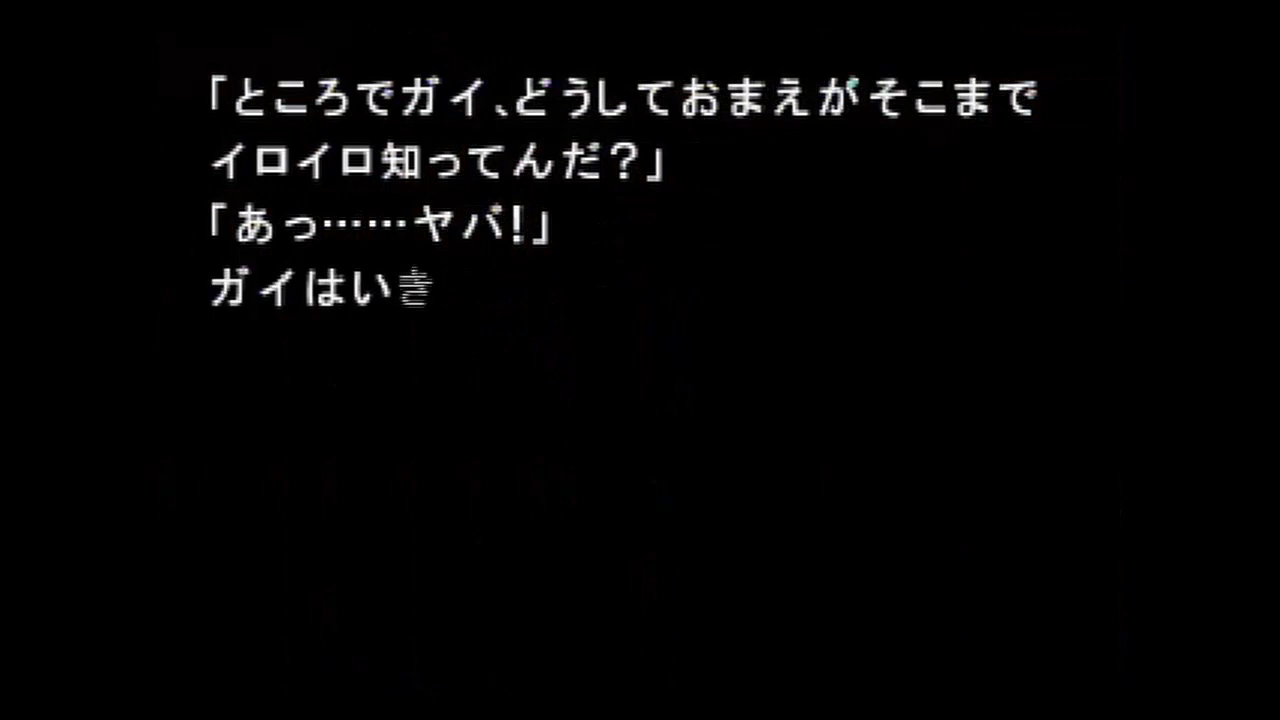 「ところでガイ、どうしておまえがそこまで
イロイロ知ってんだ？」
「あっ……ヤバ！」
ガイはいき